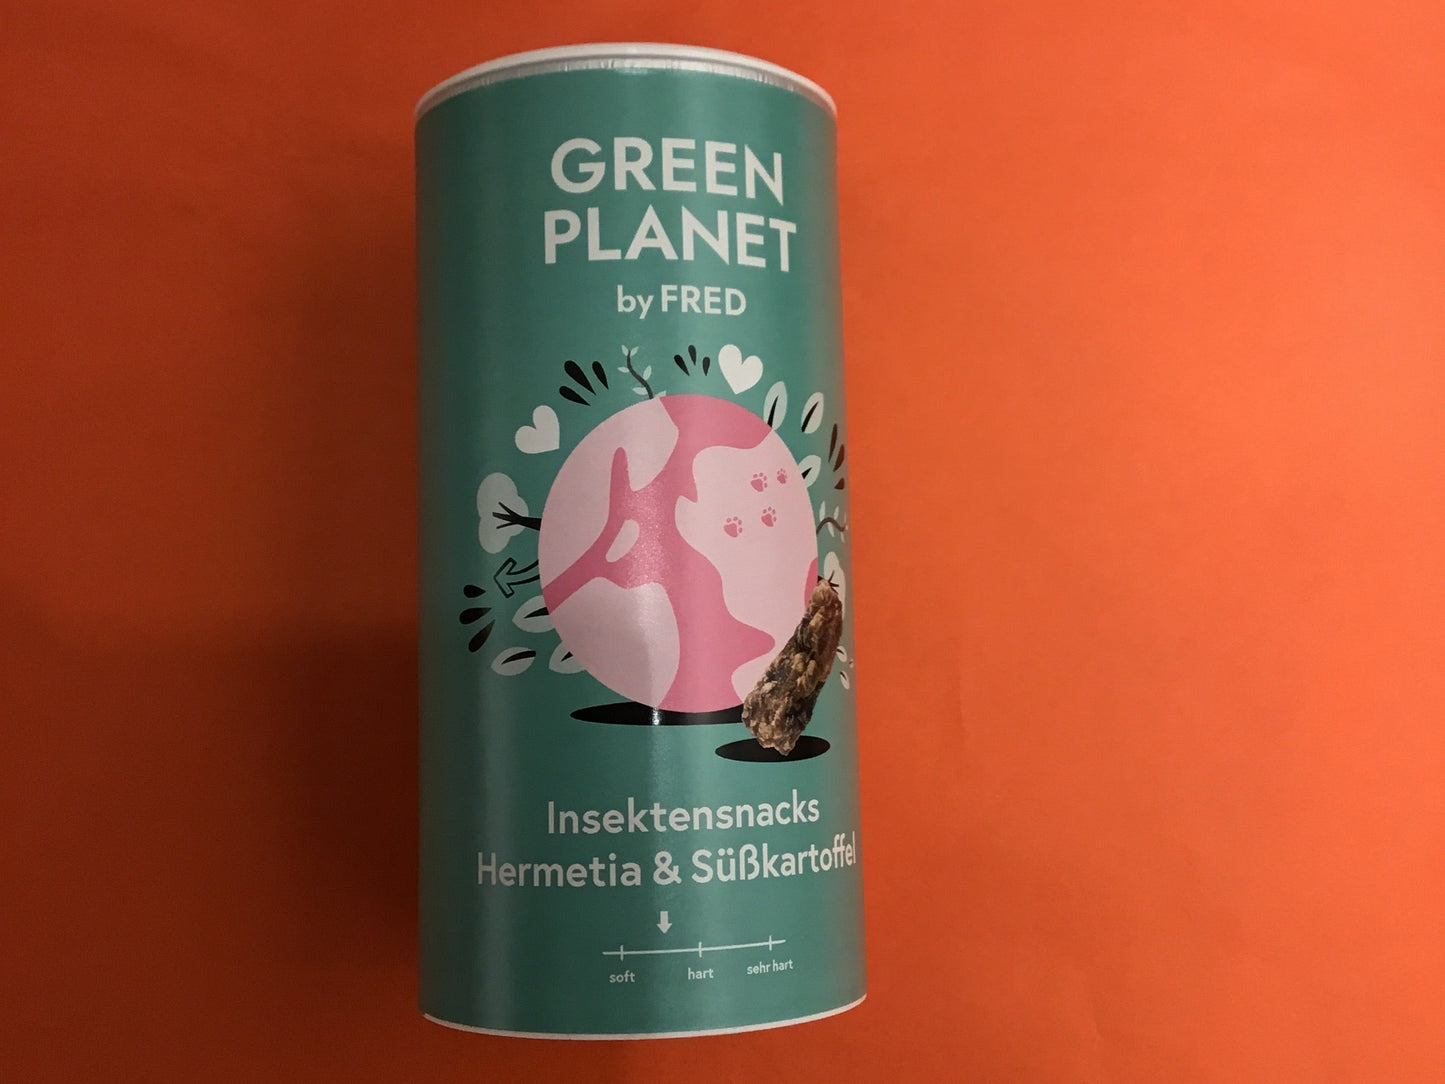 GREEN
PLANET
by FRED
Insektensnacks
Hermetia & Süßkartoffel
soft hart sehr hart